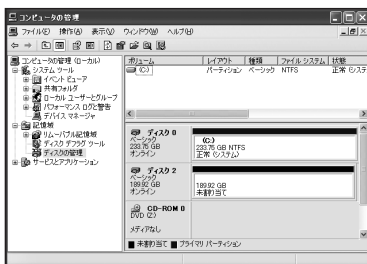 コンピュータの管理
ファイル(F) 操作(A) 表示(V) ウィンドウ(W) ヘルプ(H)
コンピュータの管理 (ローカル)
システム ツール
イベント ビューア
共有フォルダ
ローカル ユーザーとグループ
パフォーマンス ログと警告
デバイス マネージャ
記憶域
リムーバブル記憶域
ディスク デフラグ ツール
ディスクの管理
サービスとアプリケーション
ボリューム レイアウト 種類 ファイル システム 状態
(C:) パーティション ベーシック NTFS 正常 (システ
ディスク 0
ベーシック
233.76 GB
オンライン
(C:)
233.76 GB NTFS
正常 (システム)
ディスク 2
ベーシック
189.92 GB
オンライン
189.92 GB
未割り当て
CD-ROM 0
DVD (Z:)
メディアなし
未割り当て プライマリ パーティション